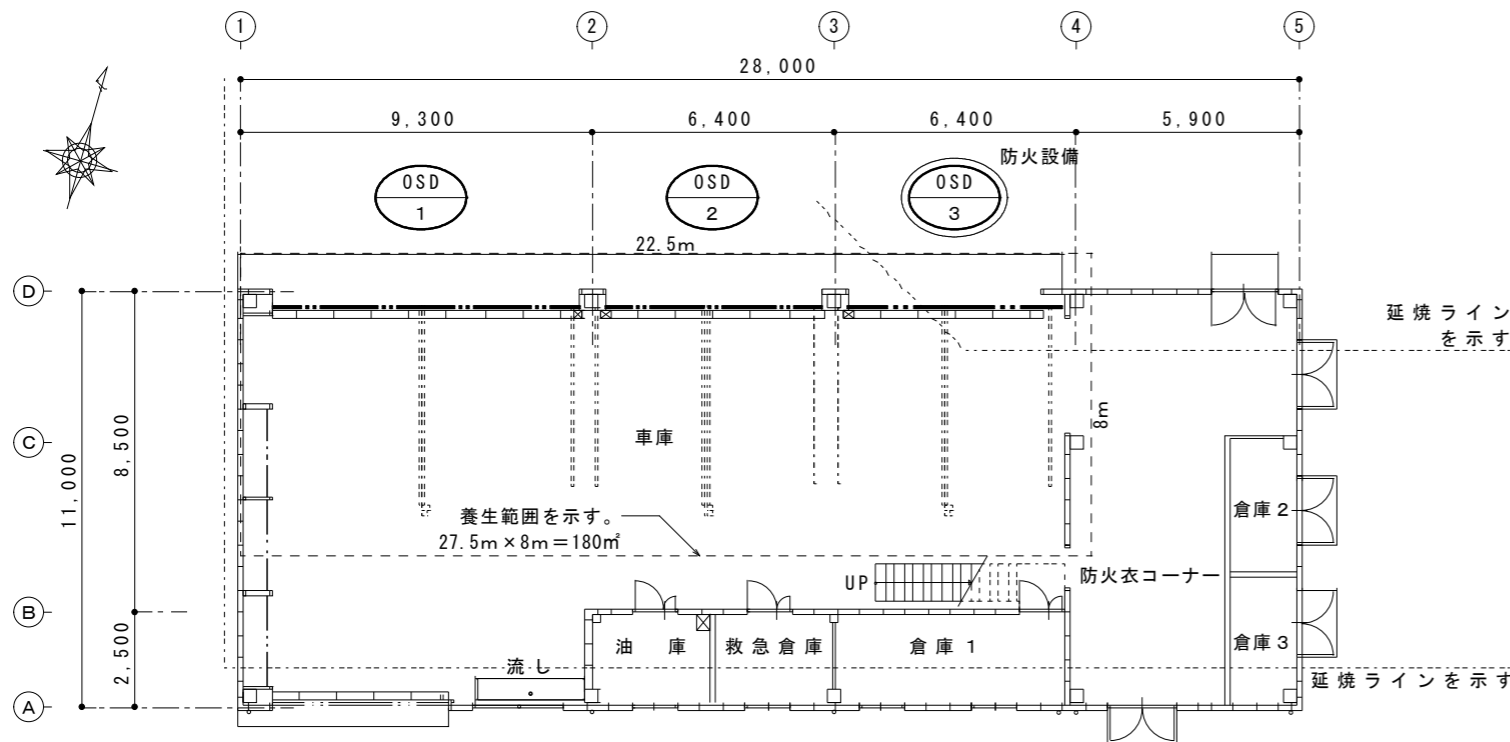 1
2
3
4
5
28,000
9,300
6,400
6,400
5,900
防火設備
OSD
1
OSD
2
OSD
3
22.5m
D
延焼ライン
を示す
C
車庫
8m
8,500
11,000
養生範囲を示す。
27.5m×8m=180㎡
倉庫2
UP
防火衣コーナー
B
2,500
油 庫
救急倉庫
倉庫1
倉庫3
流し
延焼ラインを示す
A